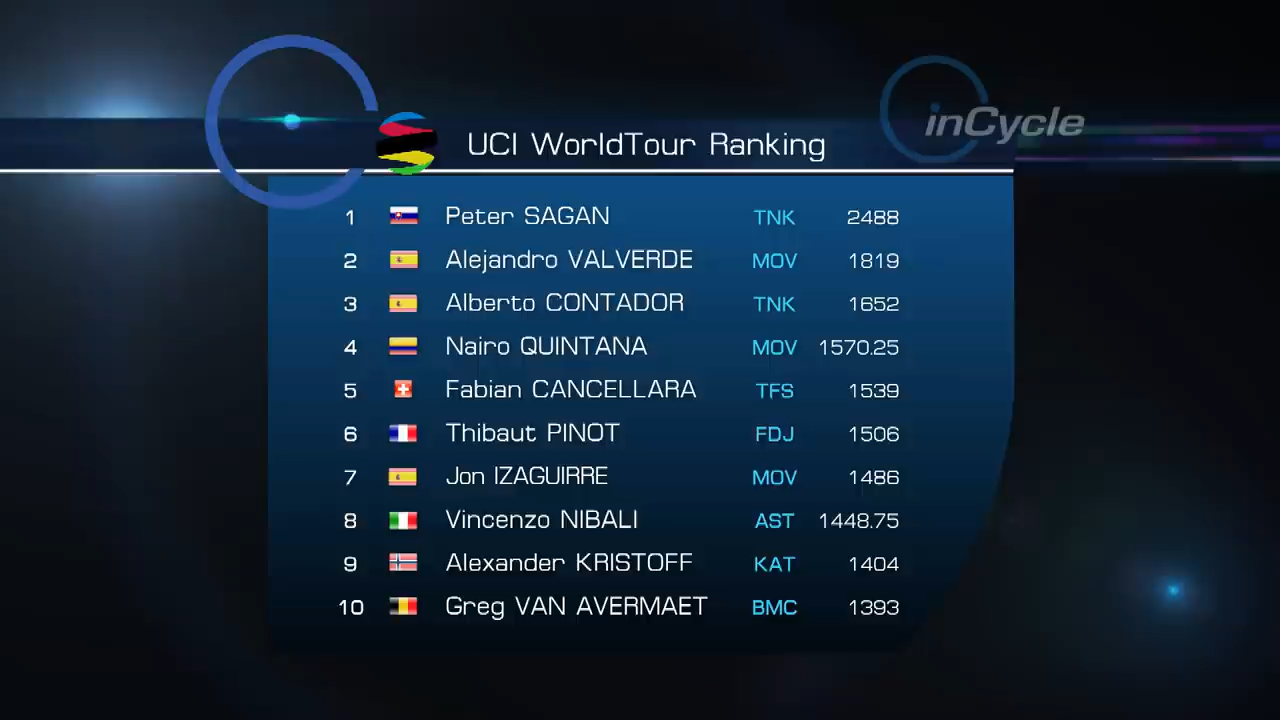 inCycle
UCI WorldTour Ranking
1 Peter SAGAN TNK 2488
2 Alejandro VALVERDE MOV 1819
3 Alberto CONTADOR TNK 1652
4 Nairo QUINTANA MOV 1570.25
5 Fabian CANCELLARA TFS 1539
6 Thibaut PINOT FDJ 1506
7 Jon IZAGUIRRE MOV 1486
8 Vincenzo NIBALI AST 1448.75
9 Alexander KRISTOFF KAT 1404
10 Greg VAN AVERMAET BMC 1393